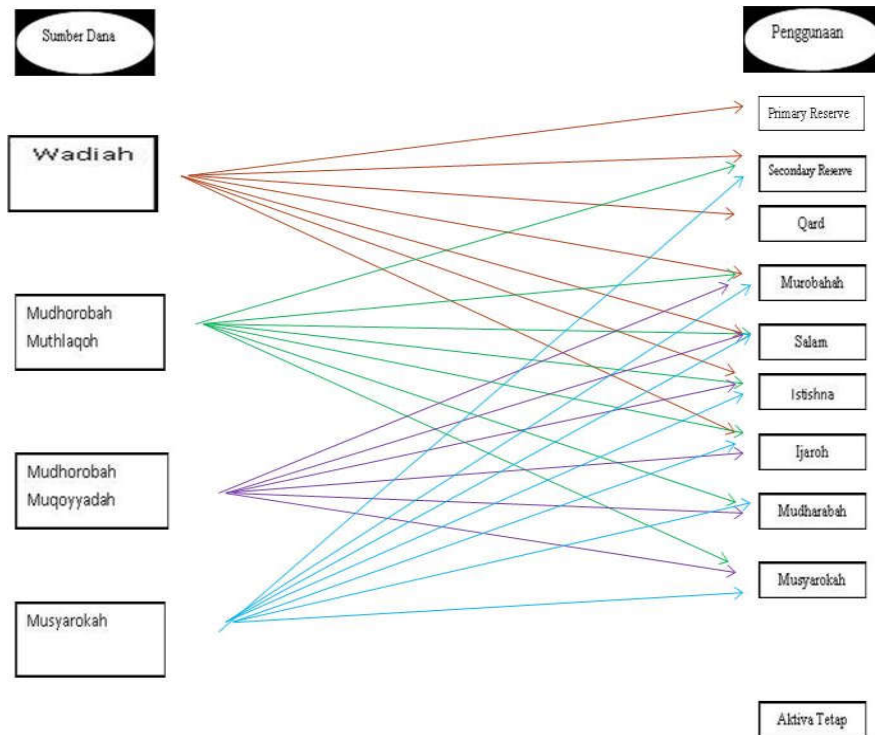 Sumber Dana
Penggunaan
Wadiah
Mudhorobah
Muthlaqoh
Mudhorobah
Muqoyyadah
Musyarokah
Primary Reserve
Secondary Reserve
Qard
Murobahah
Salam
Istishna
Ijaroh
Mudharabah
Musyarokah
Aktiva Tetap